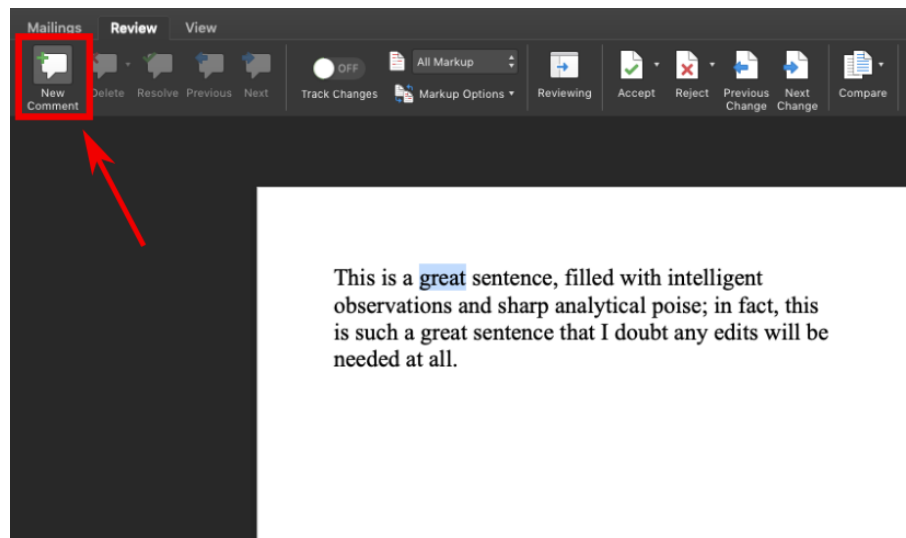 Mailings Review View
New Comment Delete Resolve Previous Next
OFF
Track Changes
All Markup
Markup Options
Reviewing
Accept Reject Previous Change Next Change
Compare
This is a great sentence, filled with intelligent
observations and sharp analytical poise; in fact, this
is such a great sentence that I doubt any edits will be
needed at all.